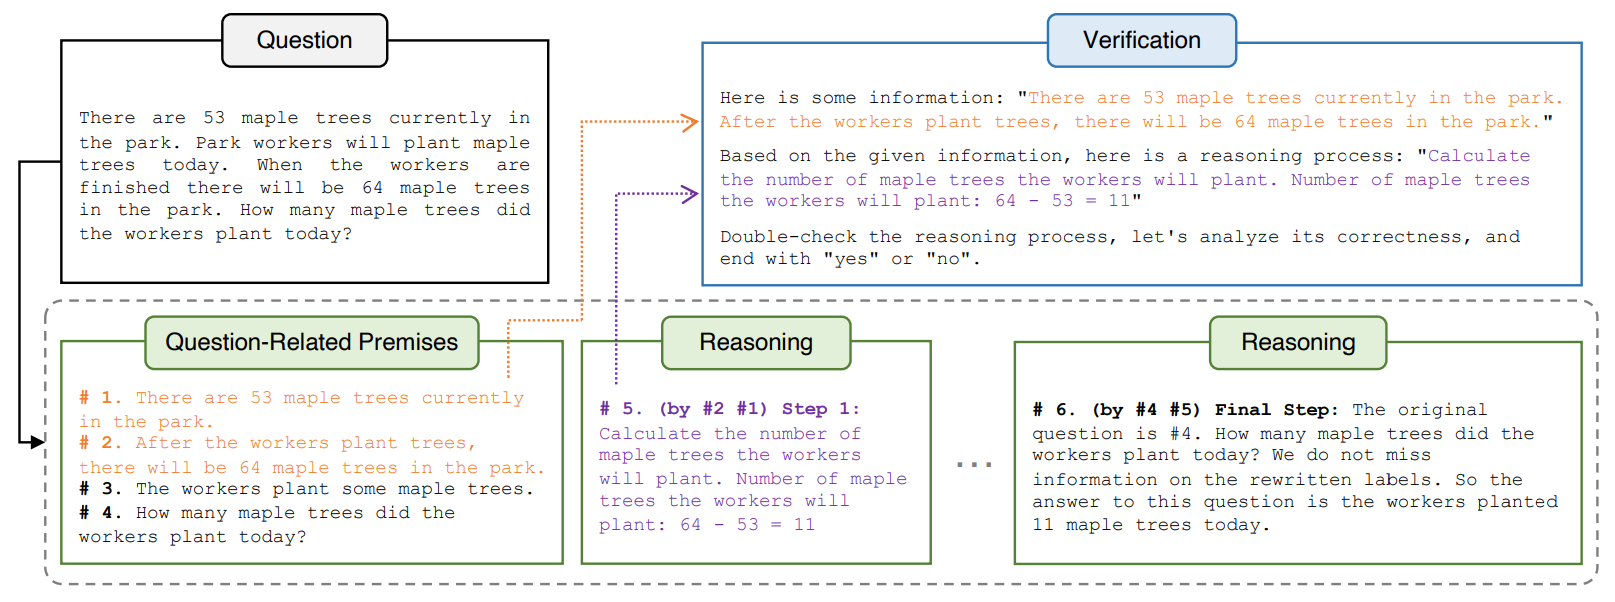 Question
There are 53 maple trees currently in
the park. Park workers will plant maple
trees today. When the workers are
finished there will be 64 maple trees
in the park. How many maple trees did
the workers plant today?
Verification
Here is some information: "There are 53 maple trees currently in the park.
After the workers plant trees, there will be 64 maple trees in the park."
Based on the given information, here is a reasoning process: "Calculate
the number of maple trees the workers will plant. Number of maple trees
the workers will plant: 64 - 53 = 11"
Double-check the reasoning process, let's analyze its correctness, and
end with "yes" or "no".
Question-Related Premises
# 1. There are 53 maple trees currently
in the park.
# 2. After the workers plant trees,
there will be 64 maple trees in the park.
# 3. The workers plant some maple trees.
# 4. How many maple trees did the
workers plant today?
Reasoning
# 5. (by #2 #1) Step 1:
Calculate the number of
maple trees the workers
will plant. Number of maple
trees the workers will
plant: 64 - 53 = 11
...
Reasoning
# 6. (by #4 #5) Final Step: The original
question is #4. How many maple trees did the
workers plant today? We do not miss
information on the rewritten labels. So the
answer to this question is the workers planted
11 maple trees today.